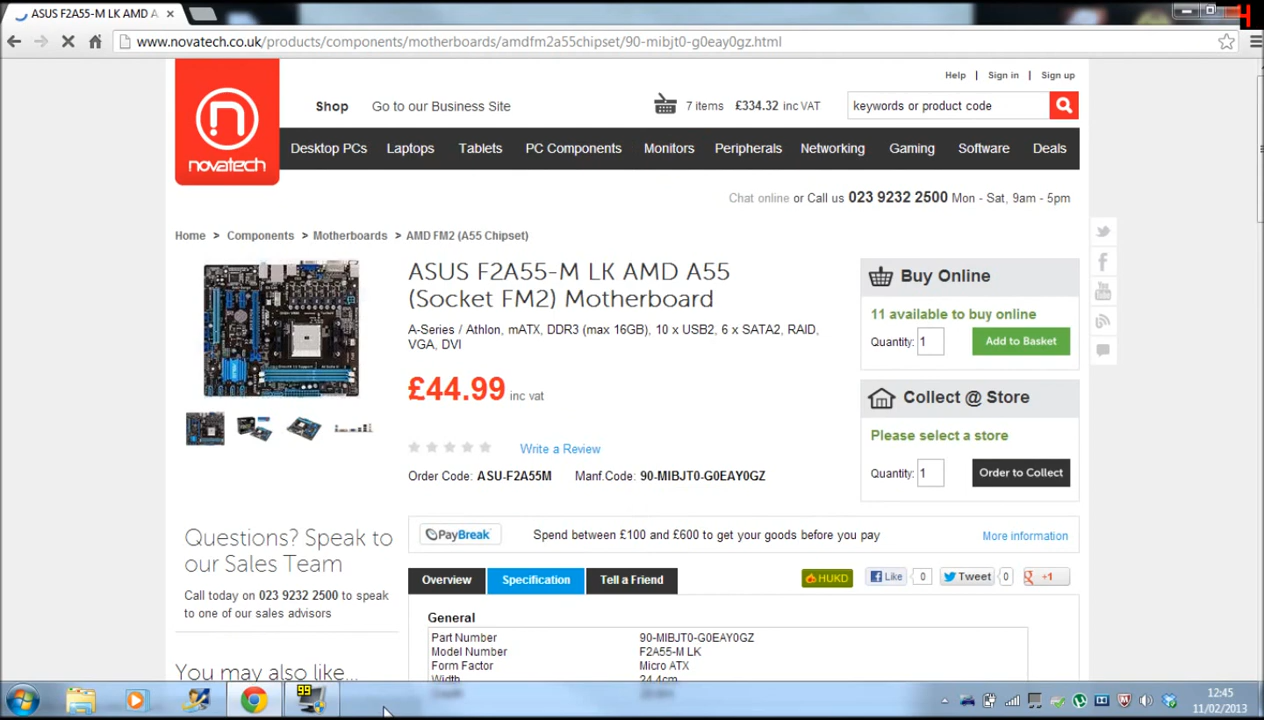 ASUS F2A55-M LK AMD A
4
www.novatech.co.uk/products/components/motherboards/amdfm2a55chipset/90-mibjt0-g0eay0gz.html
Help | Sign in | Sign up
novatech
Shop Go to our Business Site 7 items £334.32 inc VAT keywords or product code
Desktop PCs Laptops Tablets PC Components Monitors Peripherals Networking Gaming Software Deals
Chat online or Call us 023 9232 2500 Mon - Sat, 9am - 5pm
Home > Components > Motherboards > AMD FM2 (A55 Chipset)
ASUS F2A55-M LK AMD A55
(Socket FM2) Motherboard
A-Series / Athlon, mATX, DDR3 (max 16GB), 10 x USB2, 6 x SATA2, RAID,
VGA, DVI
£44.99 inc vat
Write a Review
Order Code: ASU-F2A55M Manf.Code: 90-MIBJT0-G0EAY0GZ
Buy Online
11 available to buy online
Quantity: 1 Add to Basket
Collect @ Store
Please select a store
Quantity: 1 Order to Collect
You Tube
PayBreak Spend between £100 and £600 to get your goods before you pay More information
Questions? Speak to
our Sales Team
Call today on 023 9232 2500 to speak
to one of our sales advisors
You may also like...
Overview Specification Tell a Friend HUKD Like 0 Tweet 0 +1
General
Part Number 90-MIBJT0-G0EAY0GZ
Model Number F2A55-M LK
Form Factor Micro ATX
Width 24.4cm
99
12:45
11/02/2013